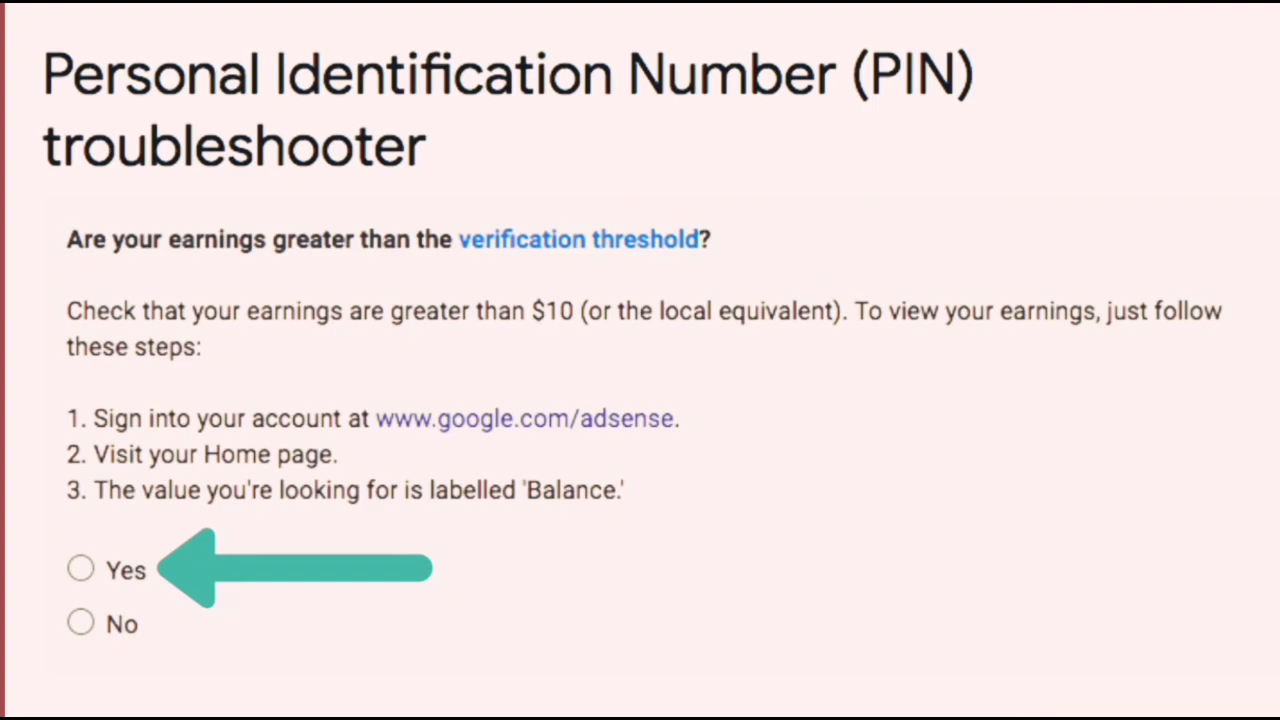 Personal Identification Number (PIN)
troubleshooter
Are your earnings greater than the verification threshold?
Check that your earnings are greater than $10 (or the local equivalent). To view your earnings, just follow
these steps:
1. Sign into your account at www.google.com/adsense.
2. Visit your Home page.
3. The value you're looking for is labelled 'Balance.'
Yes
No